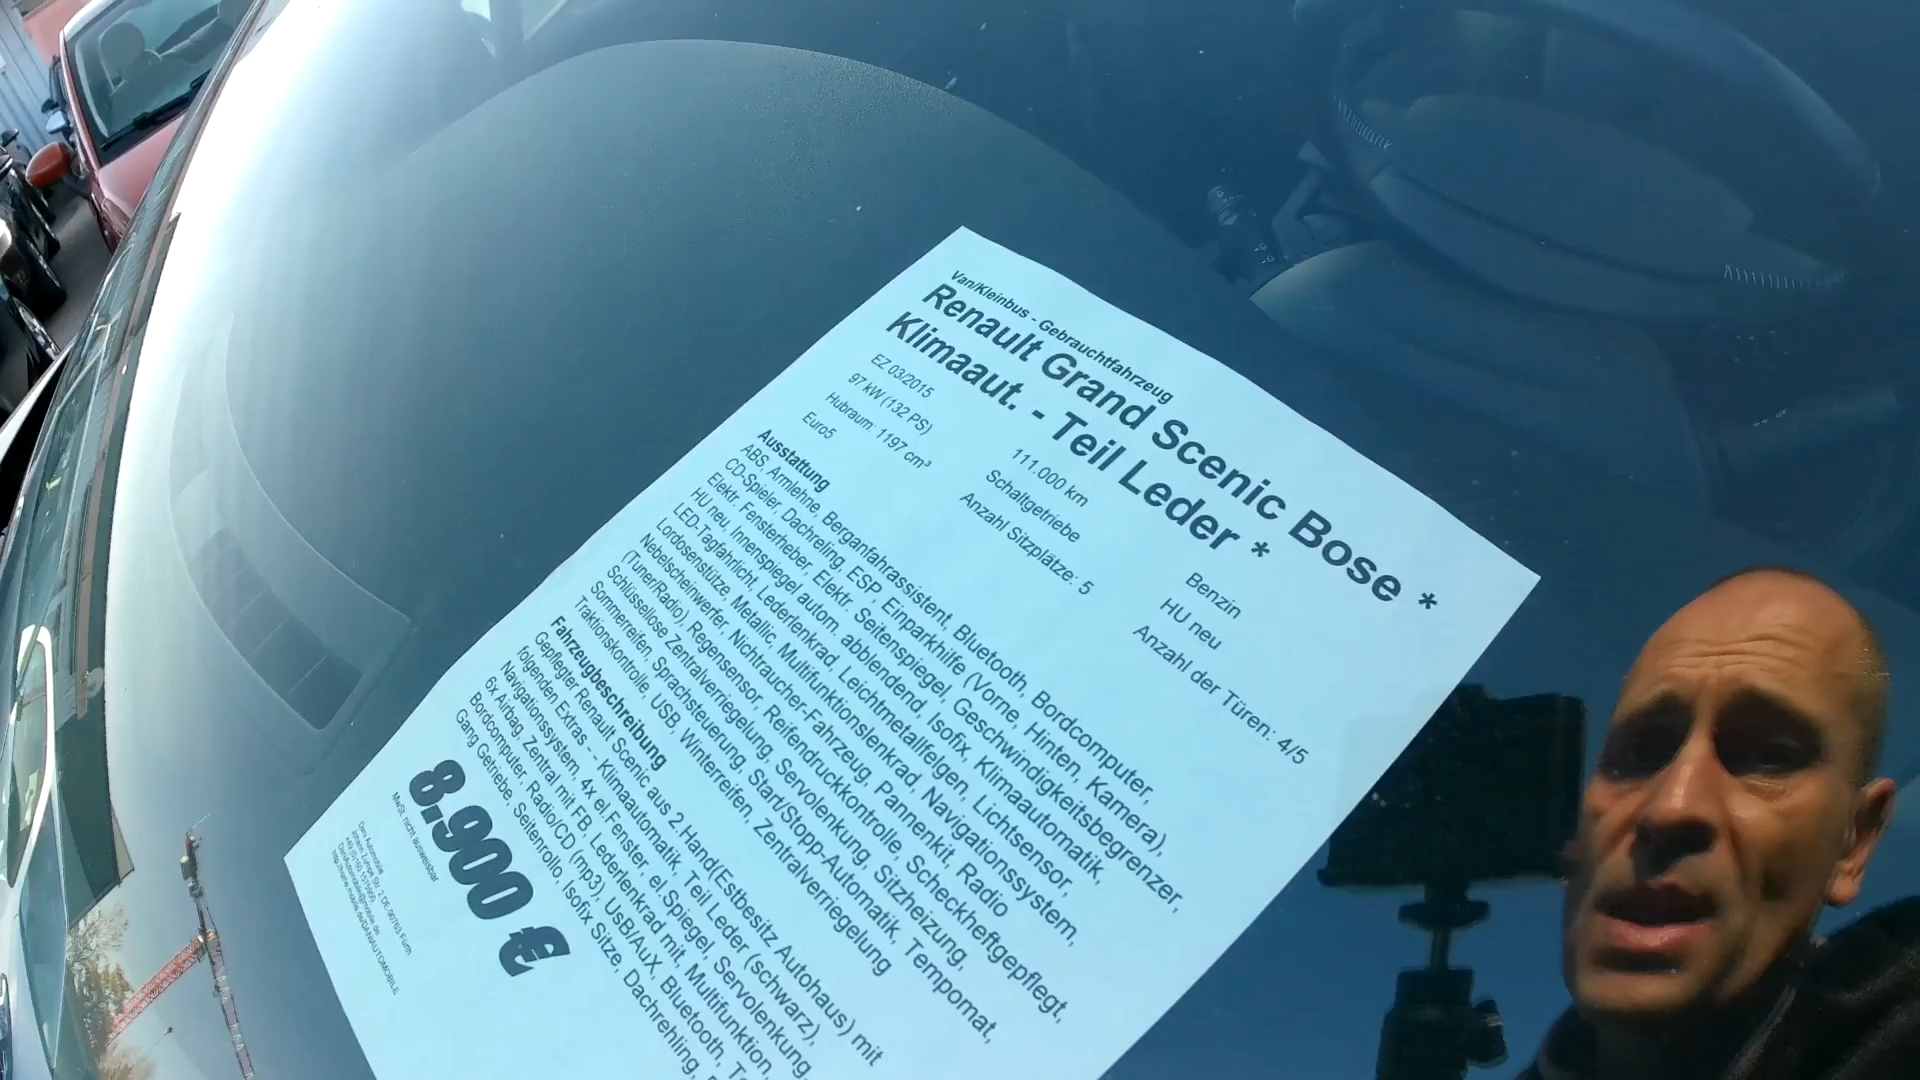 Van/Kleinbus - Gebrauchtfahrzeug
Renault Grand Scenic Bose *
Klimaaut. - Teil Leder *
EZ 03/2015
111.000 km
Benzin
97 kW (132 PS)
Schaltgetriebe
HU neu
Hubraum: 1197 cm³
Anzahl Sitzplätze: 5
Anzahl der Türen: 4/5
Euro5
Ausstattung
ABS, Armlehne, Berganfahrassistent, Bluetooth, Bordcomputer,
CD-Spieler, Dachreling, ESP, Einparkhilfe (Vorne, Hinten, Kamera),
Elektr. Fensterheber, Elektr. Seitenspiegel, Geschwindigkeitsbegrenzer,
HU neu, Innenspiegel autom. abblendend, Isofix, Klimaautomatik,
LED-Tagfahrlicht, Lederlenkrad, Leichtmetallfelgen, Lichtsensor,
Lordosenstütze, Metallic, Multifunktionslenkrad, Navigationssystem,
Nebelscheinwerfer, Nichtraucher-Fahrzeug, Pannenkit, Radio
(Tuner/Radio), Regensensor, Reifendruckkontrolle, Scheckheftgepflegt,
Schlüssellose Zentralverriegelung, Servolenkung, Sitzheizung,
Sommerreifen, Sprachsteuerung, Start/Stopp-Automatik, Tempomat,
Traktionskontrolle, USB, Winterreifen, Zentralverriegelung
Fahrzeugbeschreibung
Gepflegter Renault Scenic aus 2.Hand(Estbesitz Autohaus) mit
folgenden Extras - Klimaautomatik, Teil Leder (schwarz),
Navigationssystem, 4x el.Fenster, el.Spiegel, Servolenkung,
6x Airbag, Zentral mit FB, Lederlenkrad mit, Multifunktion,
Bordcomputer, Radio/CD (mp3), UsB/AuX, Bluetooth,
Gang Getriebe, Seitenrollo, Isofix Sitze, Dachrehling,
8.900 €
MwSt. nicht ausweisbar
Dani Automobile